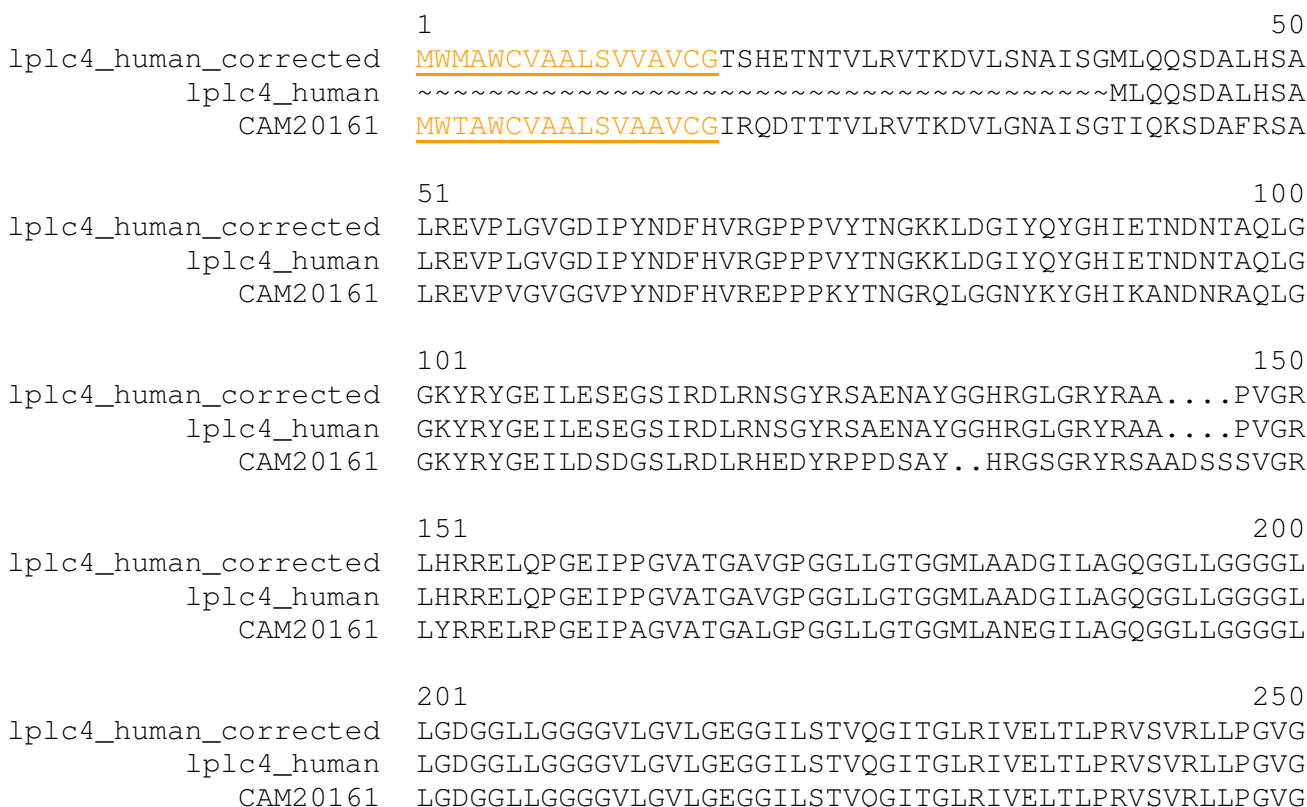 1 50
lplc4_human_corrected MWMAWCVAALSVVAVCGTSHETNTVLRVTKDVLSNAISGMLQQSDALHSA
lplc4_human ~~~~~~~~~~~~~~~~~~~~~~~~~~~~~~~~~~~~~~~MLQQSDALHSA
CAM20161 MWTAWCVAALSVAAVCGIRQDTTTVLRVTKDVLGNAISGTIQKSDAFRSA
51 100
lplc4_human_corrected LREVPLGVGDIPYNDFHVRGPPPVYTNGKKLDGIYQYGHIETNDNTAQLG
lplc4_human LREVPLGVGDIPYNDFHVRGPPPVYTNGKKLDGIYQYGHIETNDNTAQLG
CAM20161 LREVPVGVGGVPYNDFHVREPPPKYTNGRQLGGNYKYGHIKANDNRAQLG
101 150
lplc4_human_corrected GKYRYGEILESEGSIRDLRNSGYRSAENAYGGHRGLGRYRAA....PVGR
lplc4_human GKYRYGEILESEGSIRDLRNSGYRSAENAYGGHRGLGRYRAA....PVGR
CAM20161 GKYRYGEILDSDGSLRDLRHEDYRPPDSAY..HRGSGRYRSAADSSSVGR
151 200
lplc4_human_corrected LHRRELQPGEIPPGVATGAVGPGGLLGTGGMLAADGILAGQGGLLGGGGL
lplc4_human LHRRELQPGEIPPGVATGAVGPGGLLGTGGMLAADGILAGQGGLLGGGGL
CAM20161 LYRRELRPGEIPAGVATGALGPGGLLGTGGMLANEGILAGQGGLLGGGGL
201 250
lplc4_human_corrected LGDGGLLGGGGVLGVLGEGGILSTVQGITGLRIVELTLPRVSVRLLPGVG
lplc4_human LGDGGLLGGGGVLGVLGEGGILSTVQGITGLRIVELTLPRVSVRLLPGVG
CAM20161 LGDGGLLGGGGVLGVLGEGGILSTVQGITGLRIVELTLPRVSVRLLPGVG